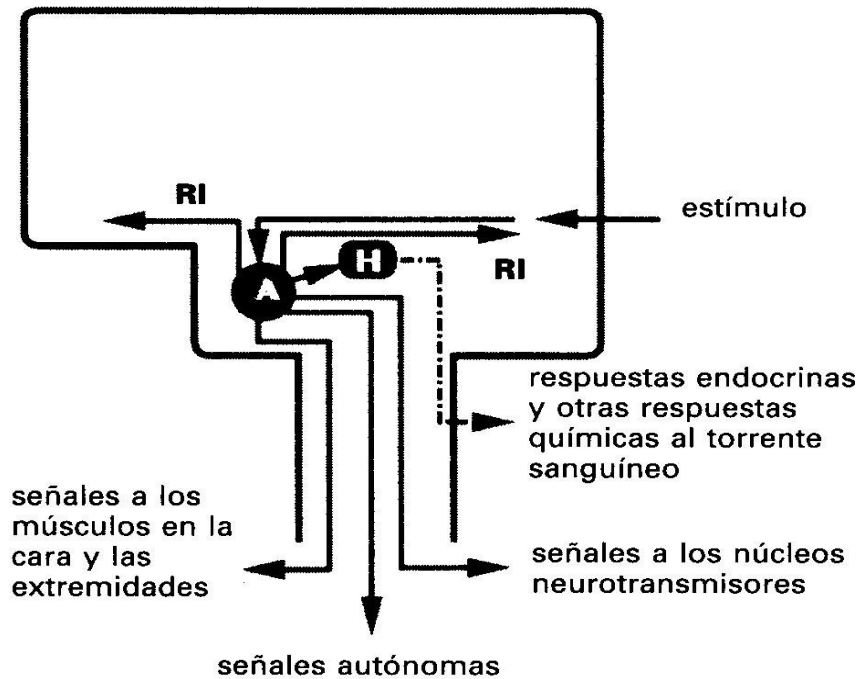 RI
estímulo
H
A
RI
respuestas endocrinas
y otras respuestas
químicas al torrente
sanguíneo
señales a los
músculos en la
cara y las
extremidades
señales a los núcleos
neurotransmisores
señales autónomas